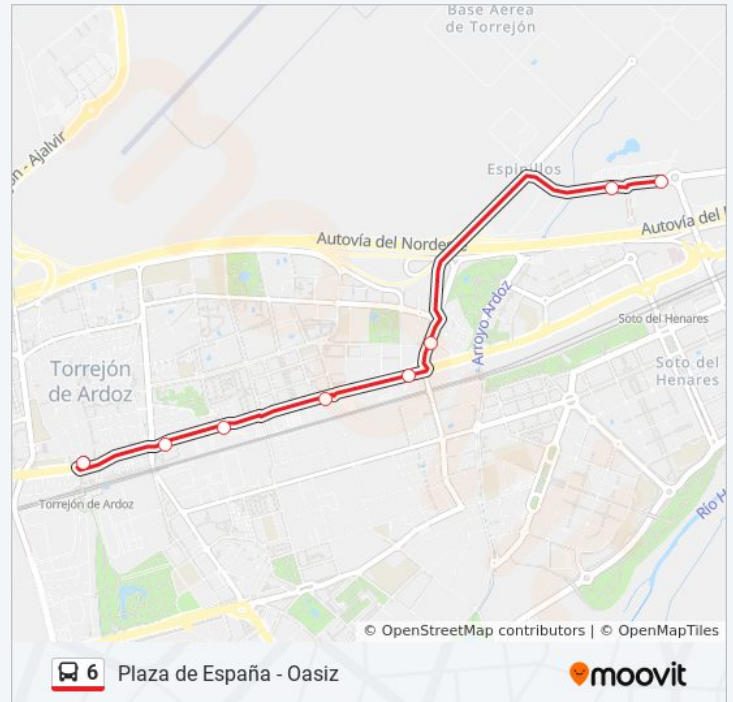 Base Aérea
de Torrejón
n - Ajalvir
Espinillos
Autovía del Nordeste
Autovía del
Arroyo Ardoz
Soto del Henares
Torrejón
de Ardoz
Soto del
Henares
Torrejón de Ardoz
Río H
© OpenStreetMap contributors | © OpenMapTiles
6 Plaza de España - Oasiz
moovit